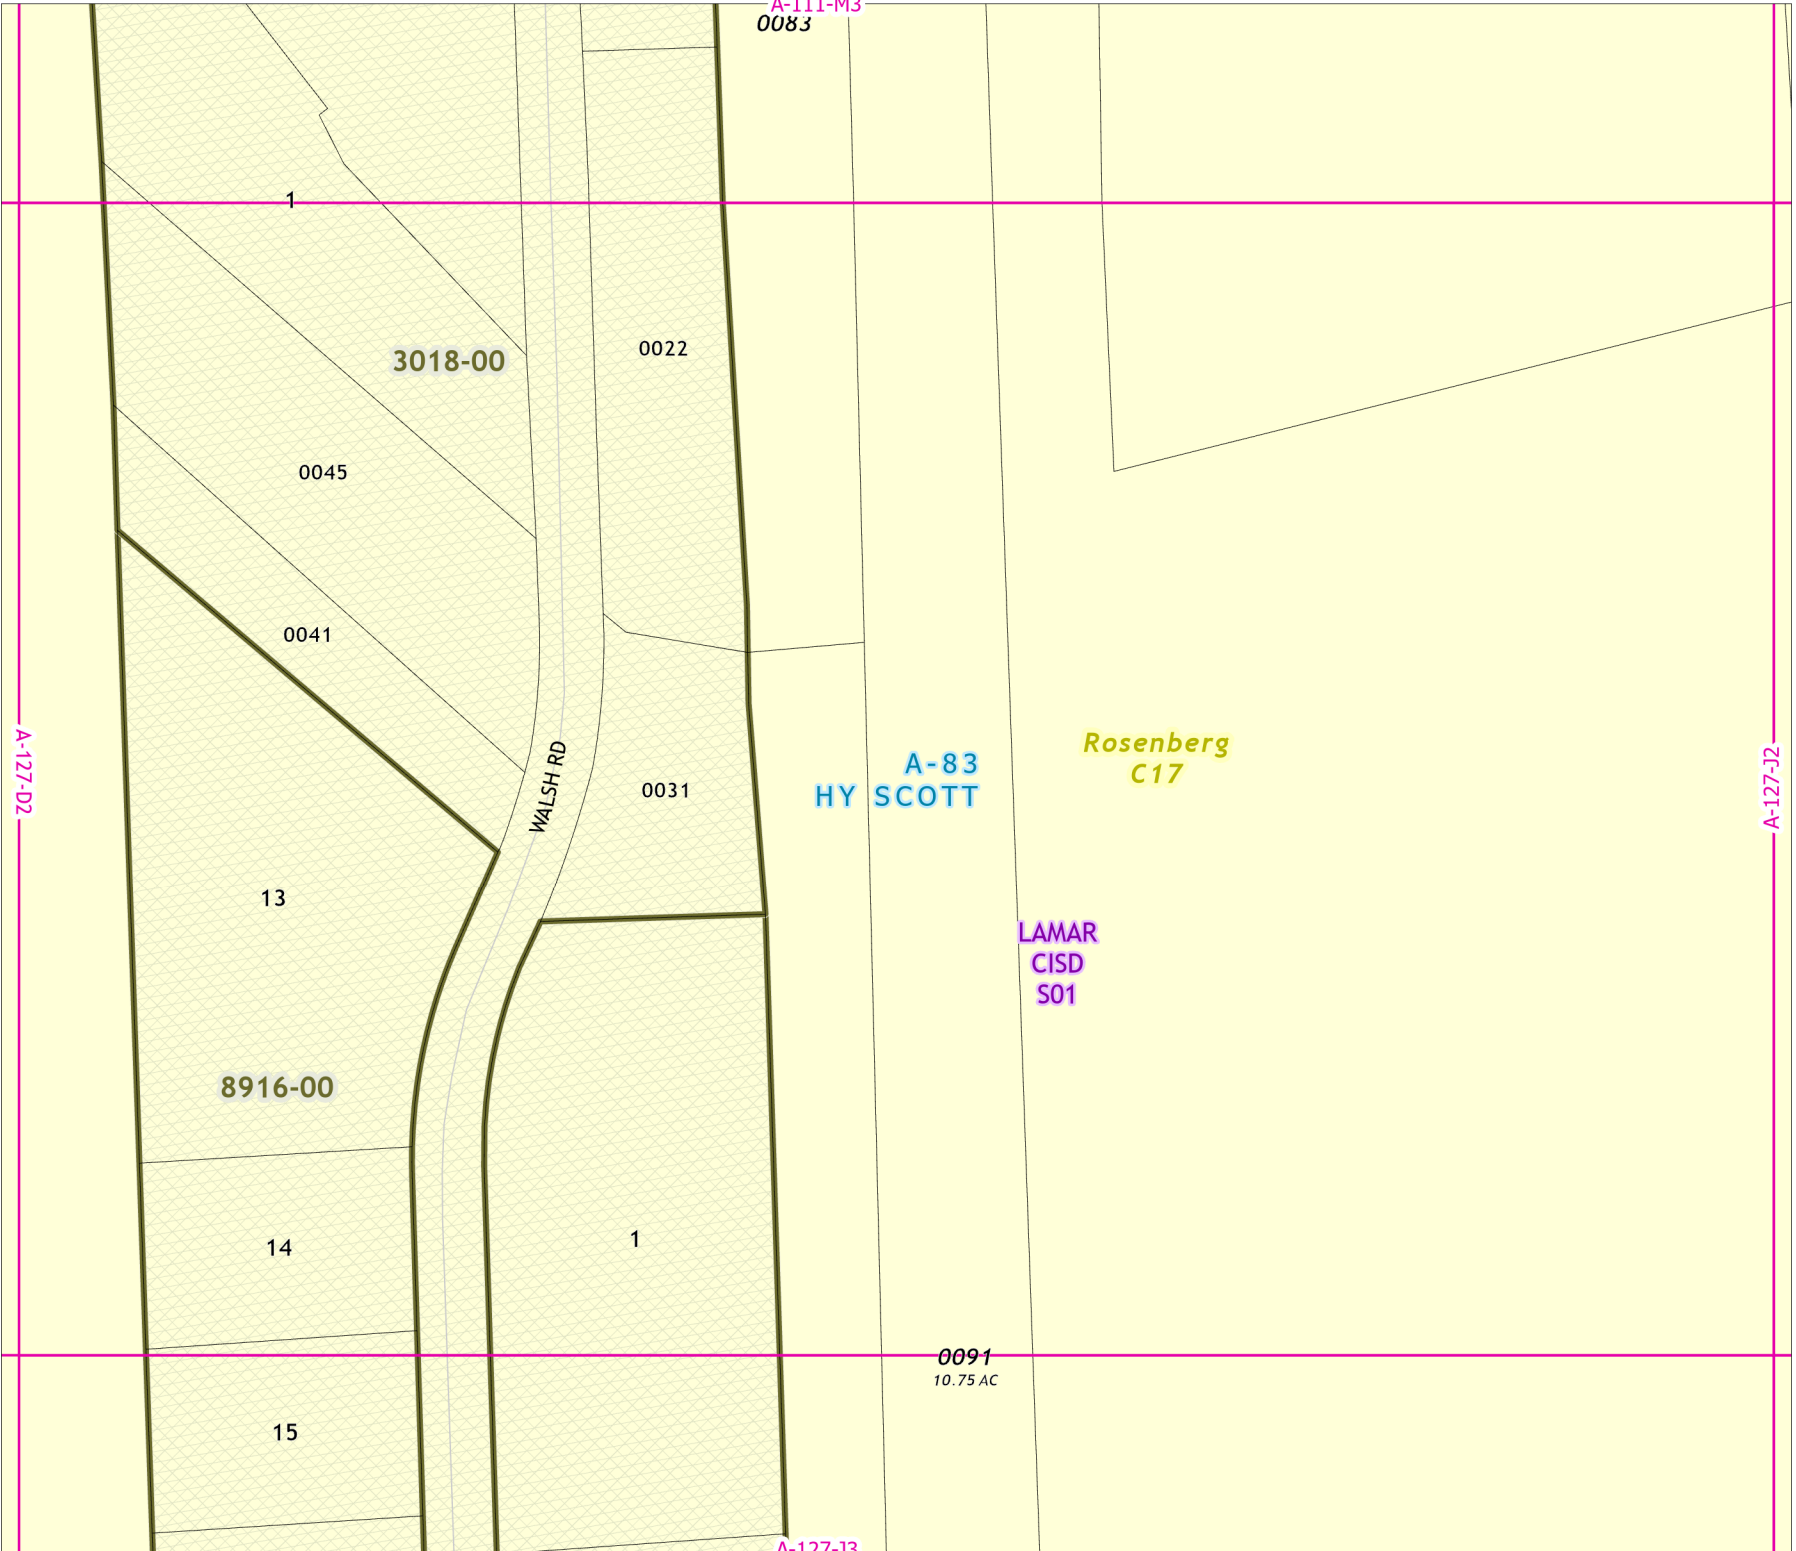 A-111-M3
0083
1
3018-00
0022
0045
0041
A-127-D2
WALSH RD
0031
A-83
HY SCOTT
Rosenberg
C17
A-127-J2
13
LAMAR
CISD
S01
8916-00
14
1
0091
10.75 AC
15
A-127-J3